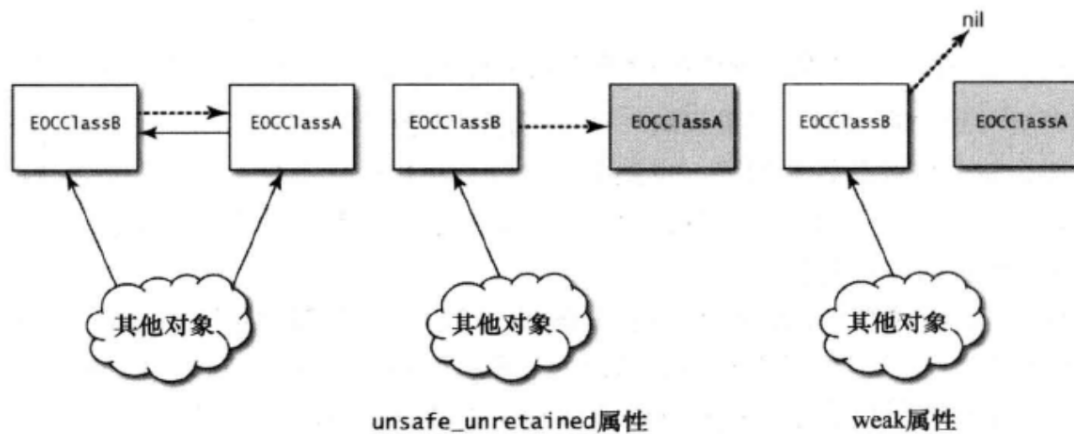 nil
EOCClassB
EOCClassA
EOCClassB
EOCClassA
EOCClassB
EOCClassA
其他对象
其他对象
其他对象
unsafe_unretained属性
weak属性